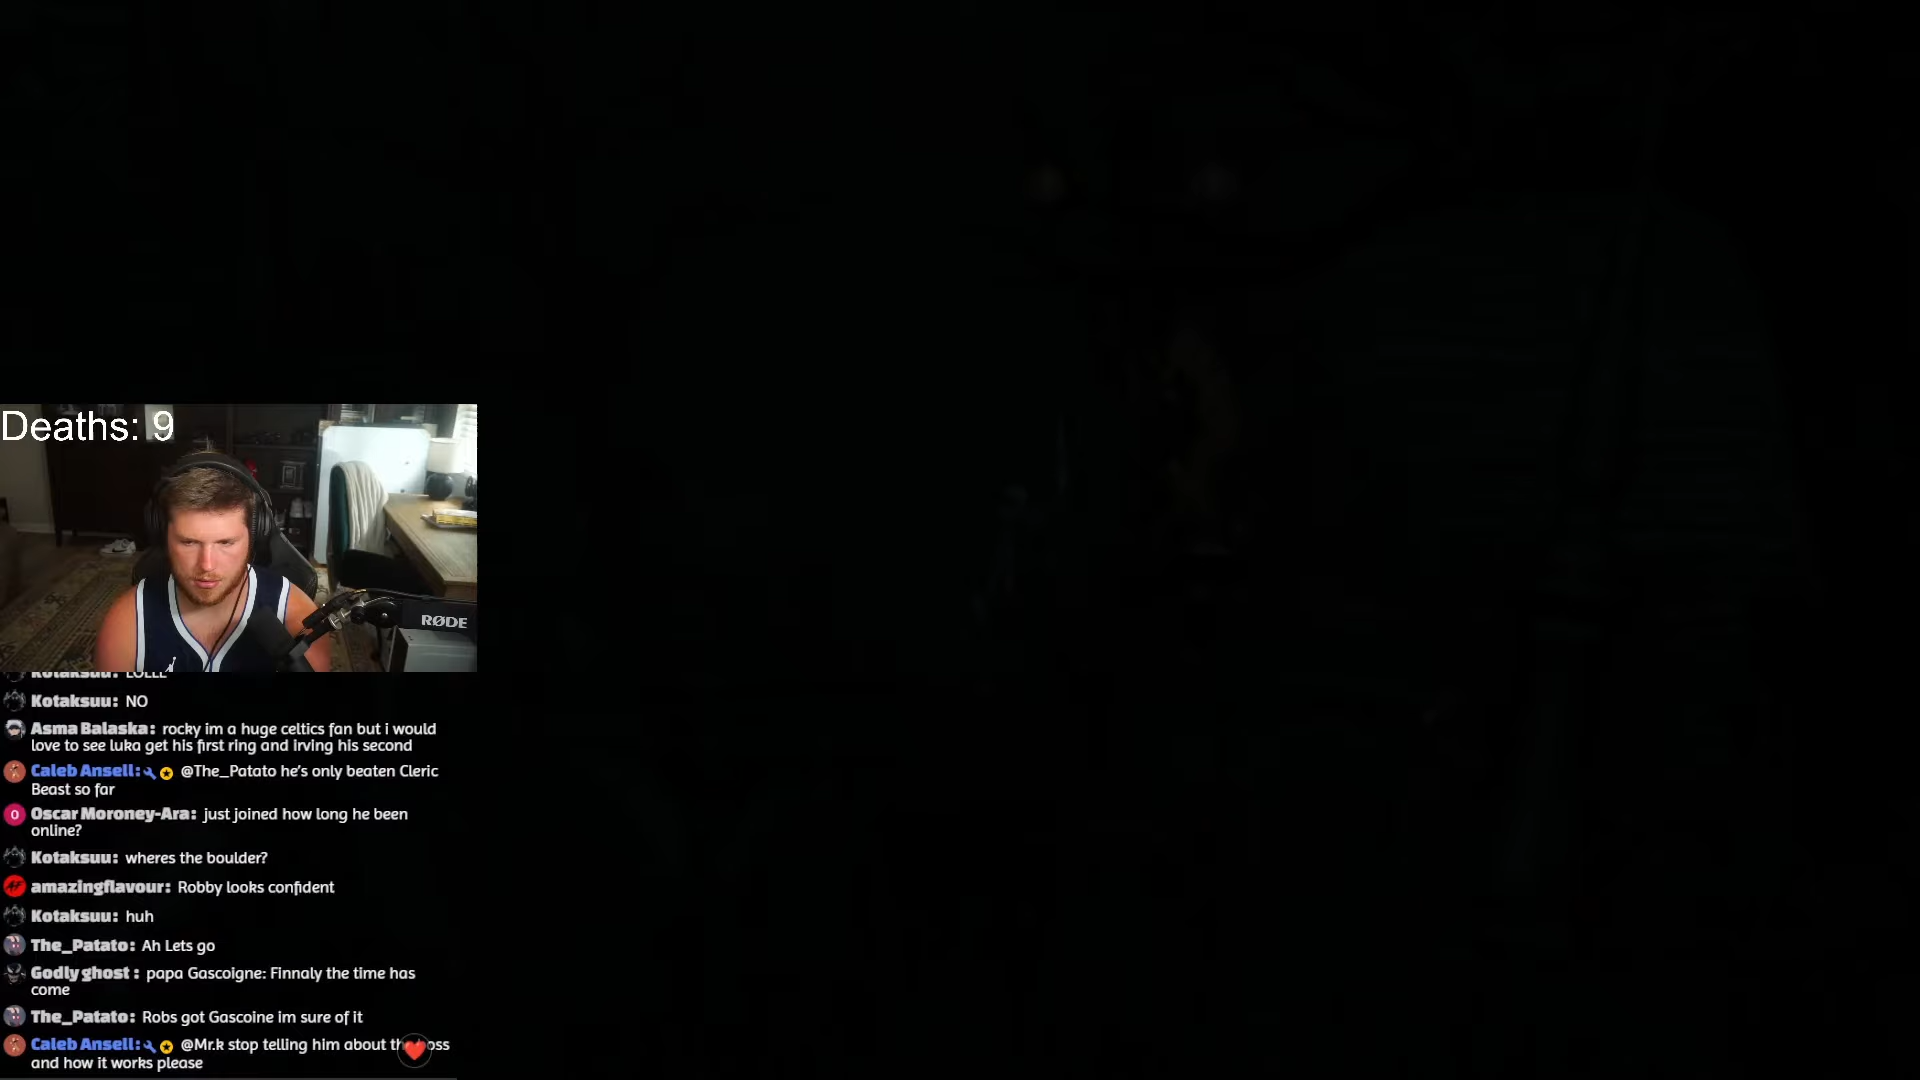 Deaths: 9
RØDE
Kotaksuu: LOLLL
Kotaksuu: NO
Asma Balaska: rocky im a huge celtics fan but i would
love to see luka get his first ring and irving his second
Caleb Ansell: @The_Patato he's only beaten Cleric
Beast so far
O
Oscar Moroney-Ara: just joined how long he been
online?
Kotaksuu: wheres the boulder?
amazingflavour: Robby looks confident
Kotaksuu: huh
The_Patato: Ah Lets go
Godly ghost : papa Gascoigne: Finnaly the time has
come
The_Patato: Robs got Gascoine im sure of it
Caleb Ansell: @Mr.k stop telling him about
and how it works please